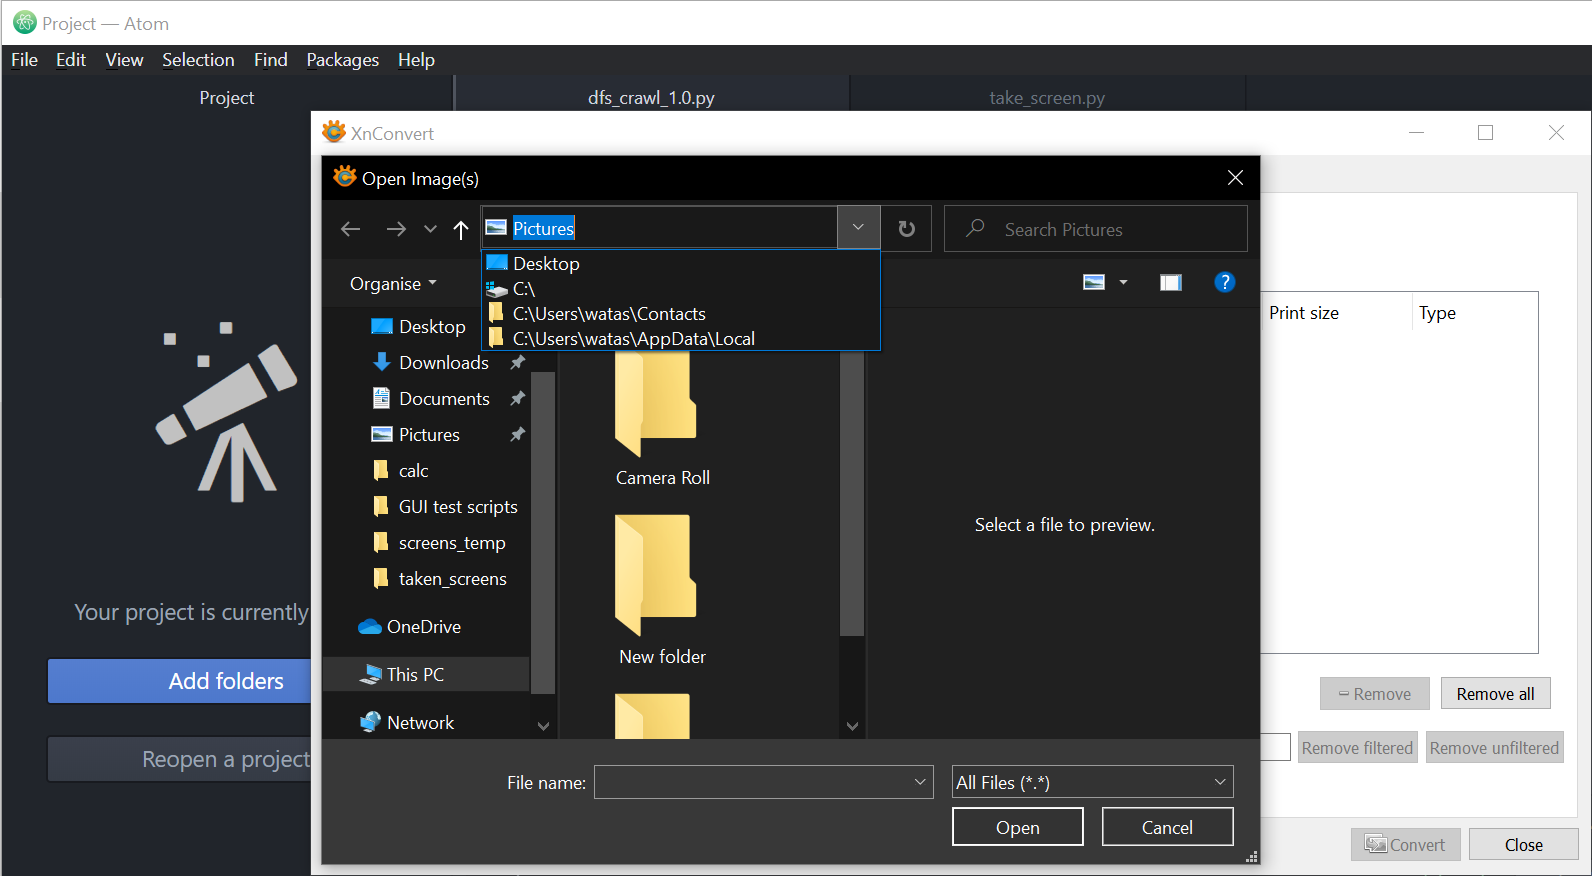 Project — Atom
File Edit View Selection Find Packages Help
Project
dfs_crawl_1.0.py
take_screen.py
XnConvert
Open Image(s)
Pictures
Search Pictures
Desktop
C:\
C:\Users\watas\Contacts
C:\Users\watas\AppData\Local
Organise
Desktop
Downloads
Documents
Pictures
calc
GUI test scripts
screens_temp
taken_screens
OneDrive
This PC
Network
Camera Roll
New folder
Select a file to preview.
Print size
Type
Your project is currently
Add folders
Reopen a project
Remove
Remove all
Remove filtered
Remove unfiltered
File name:
All Files (*.*)
Open
Cancel
Convert
Close